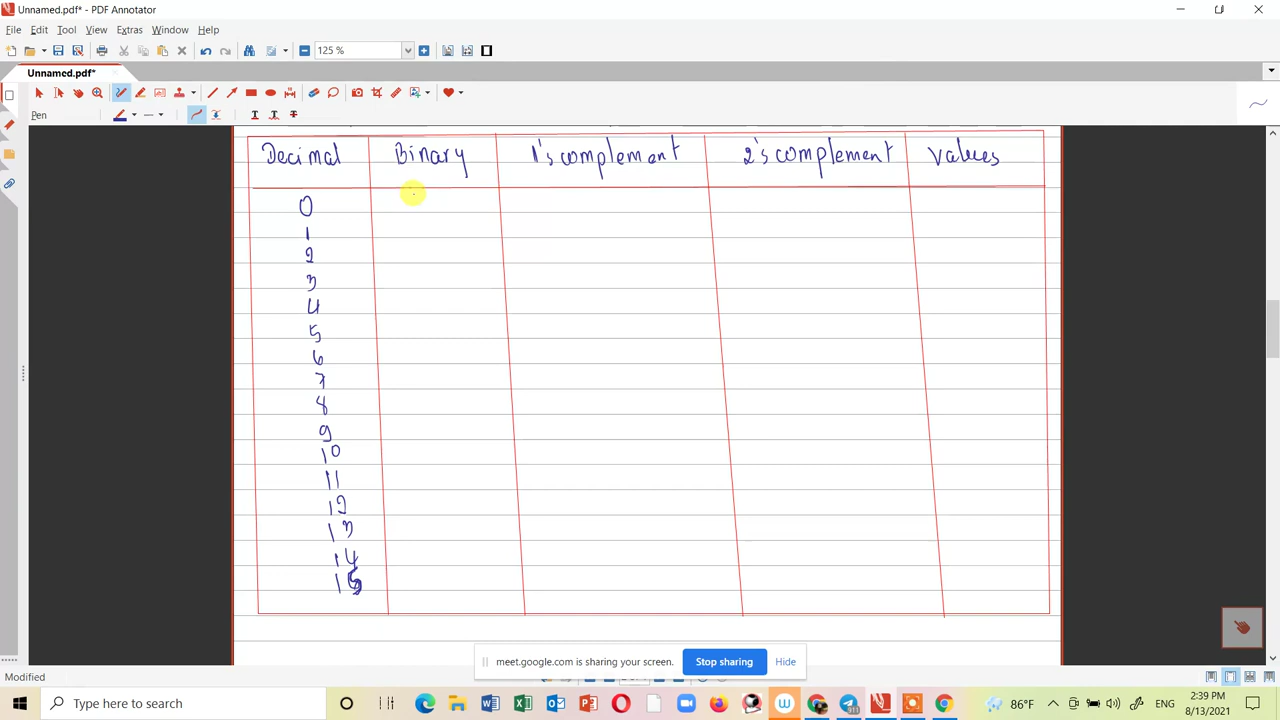 Unnamed.pdf* - PDF Annotator
File Edit Tool View Extras Window Help
125 %
Unnamed.pdf*
Pen
Decimal Binary 1's complement 2's complement Values
0
1
2
3
4
5
6
7
8
9
10
11
12
13
14
15
meet.google.com is sharing your screen. Stop sharing Hide
Modified
Type here to search
86°F ENG 2:39 PM
8/13/2021